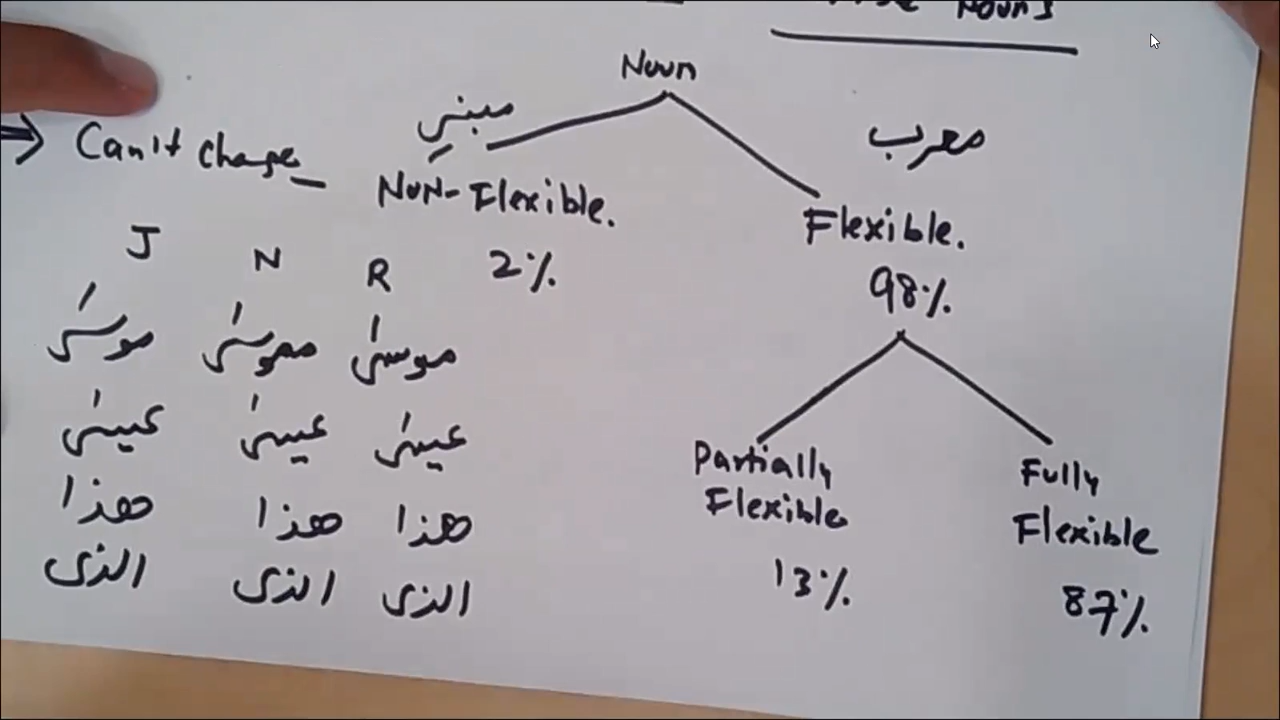 Nouns
Noun
مبني
معرب
Can't change
Non-Flexible.
Flexible.
J N R
2%
98%
موسىٰ موسىٰ موسىٰ
عيسىٰ عيسىٰ عيسىٰ
هذا هذا هذا
الذى الذى الذى
Partially Flexible
Fully Flexible
13%
87%